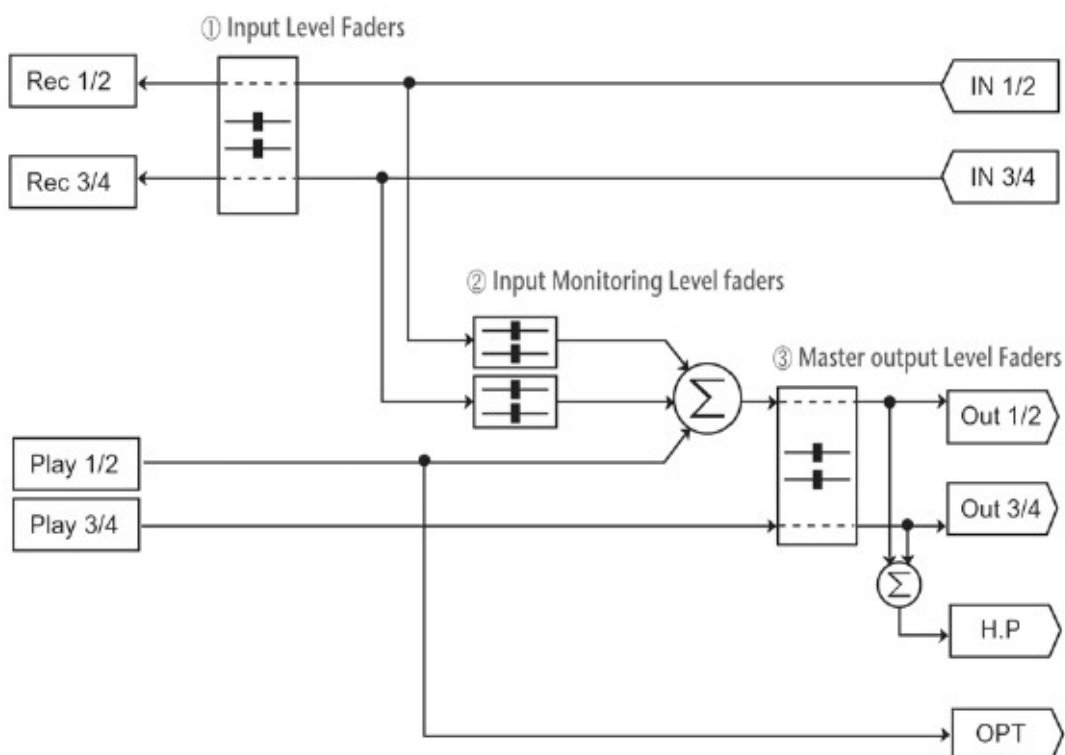 ① Input Level Faders
Rec 1/2
IN 1/2
Rec 3/4
IN 3/4
② Input Monitoring Level faders
③ Master output Level Faders
Σ
Out 1/2
Play 1/2
Play 3/4
Out 3/4
Σ
H.P
OPT